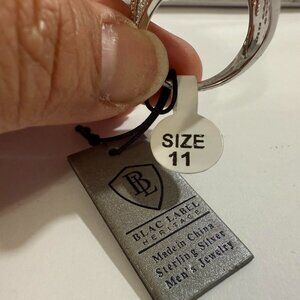 SIZE
11
BL
BLAC LABEL
HERITAGE
Made in China
Sterling Silver
Men's Jewelry